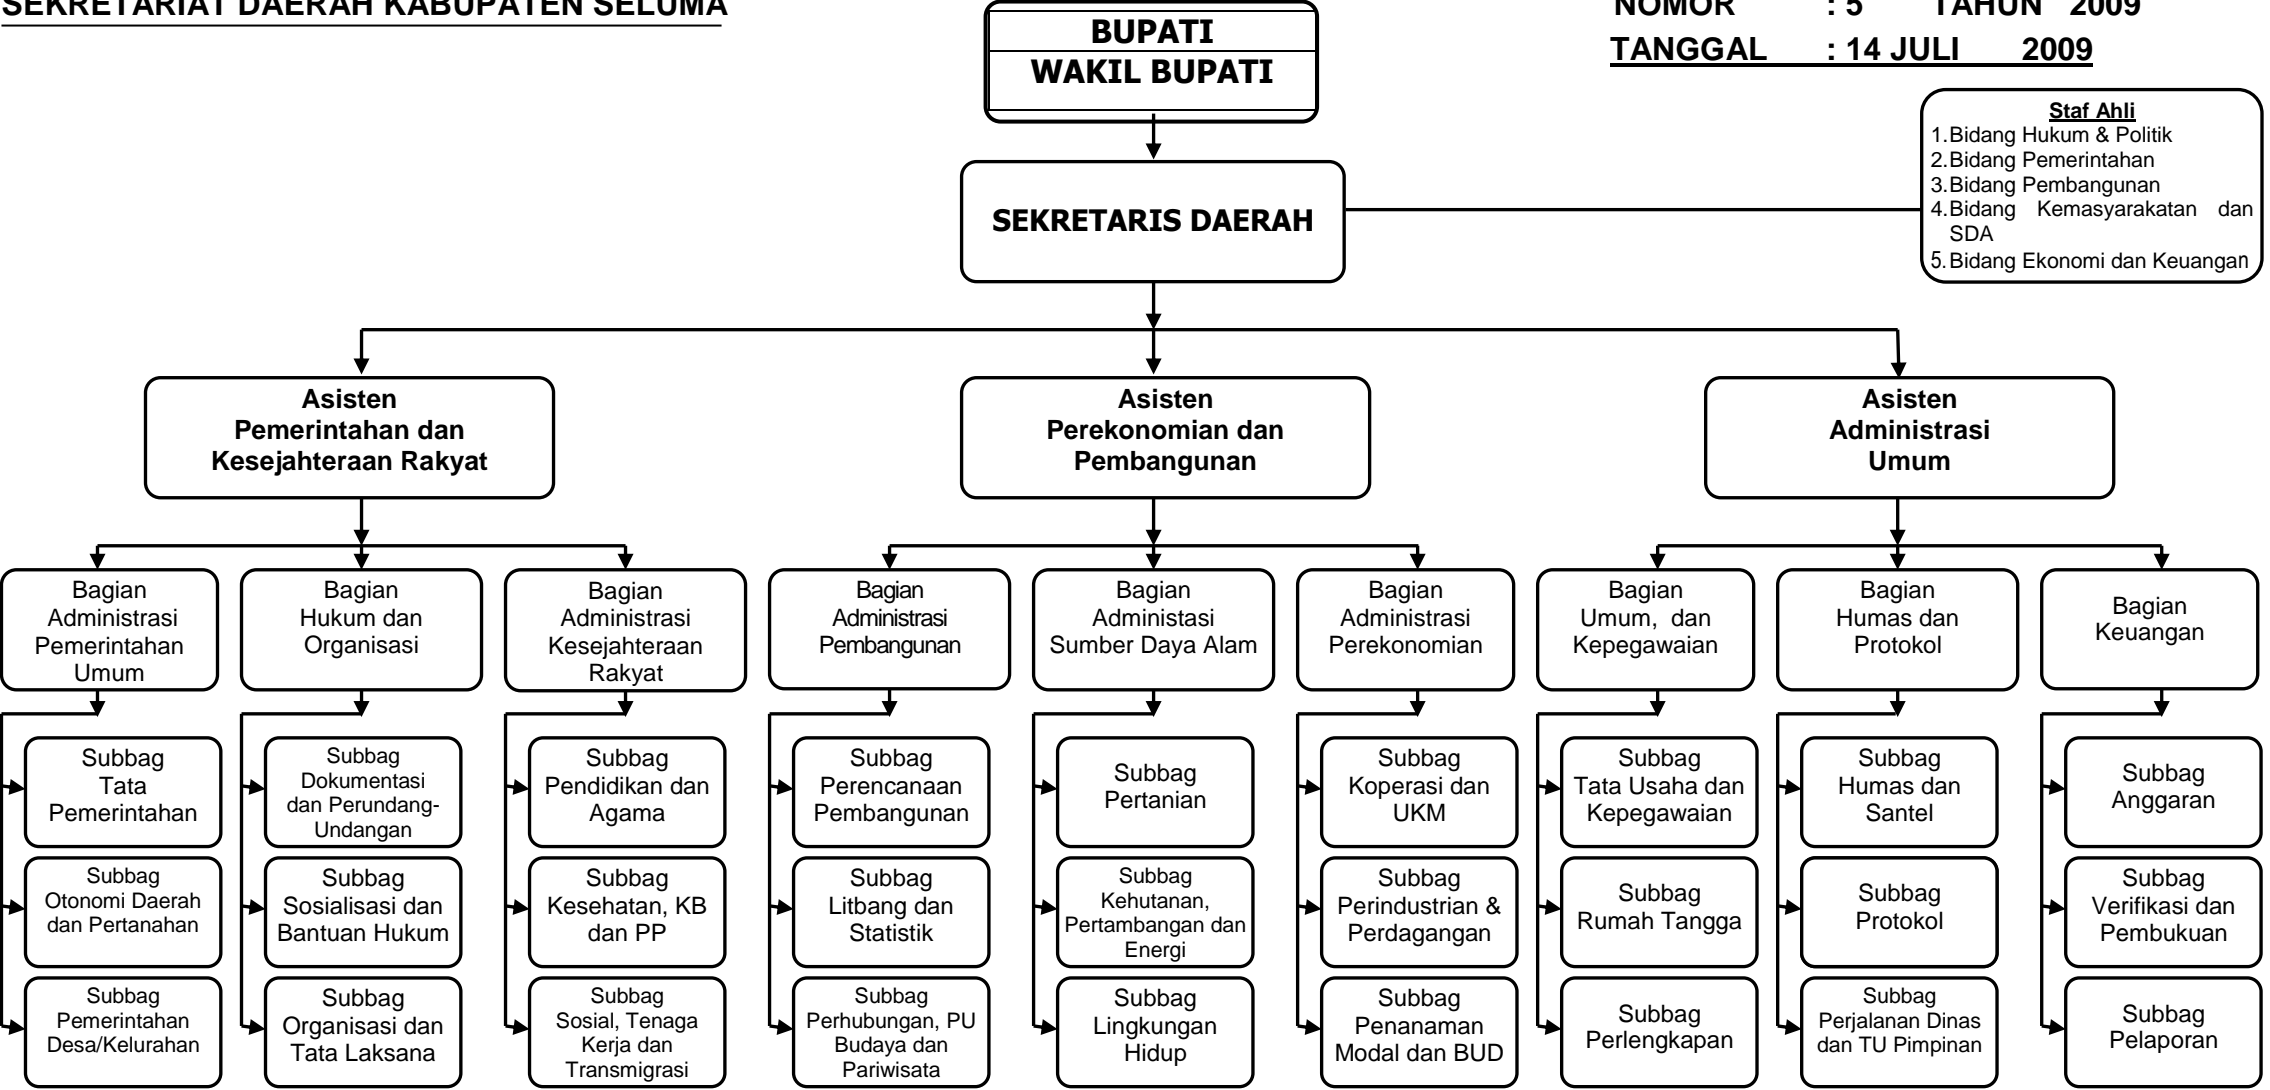 SEKRETARIAT DAERAH KABUPATEN SELUMA
NOMOR : 5 TAHUN 2009
TANGGAL : 14 JULI 2009
BUPATI
WAKIL BUPATI
SEKRETARIS DAERAH
Staf Ahli
1.Bidang Hukum & Politik
2.Bidang Pemerintahan
3.Bidang Pembangunan
4.Bidang Kemasyarakatan dan
SDA
5.Bidang Ekonomi dan Keuangan
Asisten
Pemerintahan dan
Kesejahteraan Rakyat
Asisten
Perekonomian dan
Pembangunan
Asisten
Administrasi
Umum
Bagian
Administrasi
Pemerintahan
Umum
Bagian
Hukum dan
Organisasi
Bagian
Administrasi
Kesejahteraan
Rakyat
Bagian
Administrasi
Pembangunan
Bagian
Administasi
Sumber Daya Alam
Bagian
Administrasi
Perekonomian
Bagian
Umum, dan
Kepegawaian
Bagian
Humas dan
Protokol
Bagian
Keuangan
Subbag
Tata
Pemerintahan
Subbag
Dokumentasi
dan Perundang-
Undangan
Subbag
Pendidikan dan
Agama
Subbag
Perencanaan
Pembangunan
Subbag
Pertanian
Subbag
Koperasi dan
UKM
Subbag
Tata Usaha dan
Kepegawaian
Subbag
Humas dan
Santel
Subbag
Anggaran
Subbag
Otonomi Daerah
dan Pertanahan
Subbag
Sosialisasi dan
Bantuan Hukum
Subbag
Kesehatan, KB
dan PP
Subbag
Litbang dan
Statistik
Subbag
Kehutanan,
Pertambangan dan
Energi
Subbag
Perindustrian &
Perdagangan
Subbag
Rumah Tangga
Subbag
Protokol
Subbag
Verifikasi dan
Pembukuan
Subbag
Pemerintahan
Desa/Kelurahan
Subbag
Organisasi dan
Tata Laksana
Subbag
Sosial, Tenaga
Kerja dan
Transmigrasi
Subbag
Perhubungan, PU
Budaya dan
Pariwisata
Subbag
Lingkungan
Hidup
Subbag
Penanaman
Modal dan BUD
Subbag
Perlengkapan
Subbag
Perjalanan Dinas
dan TU Pimpinan
Subbag
Pelaporan